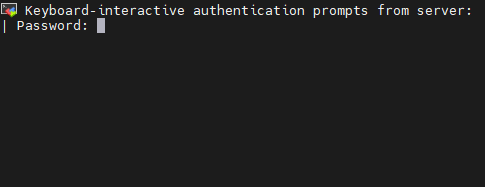 Keyboard-interactive authentication prompts from server:
| Password: